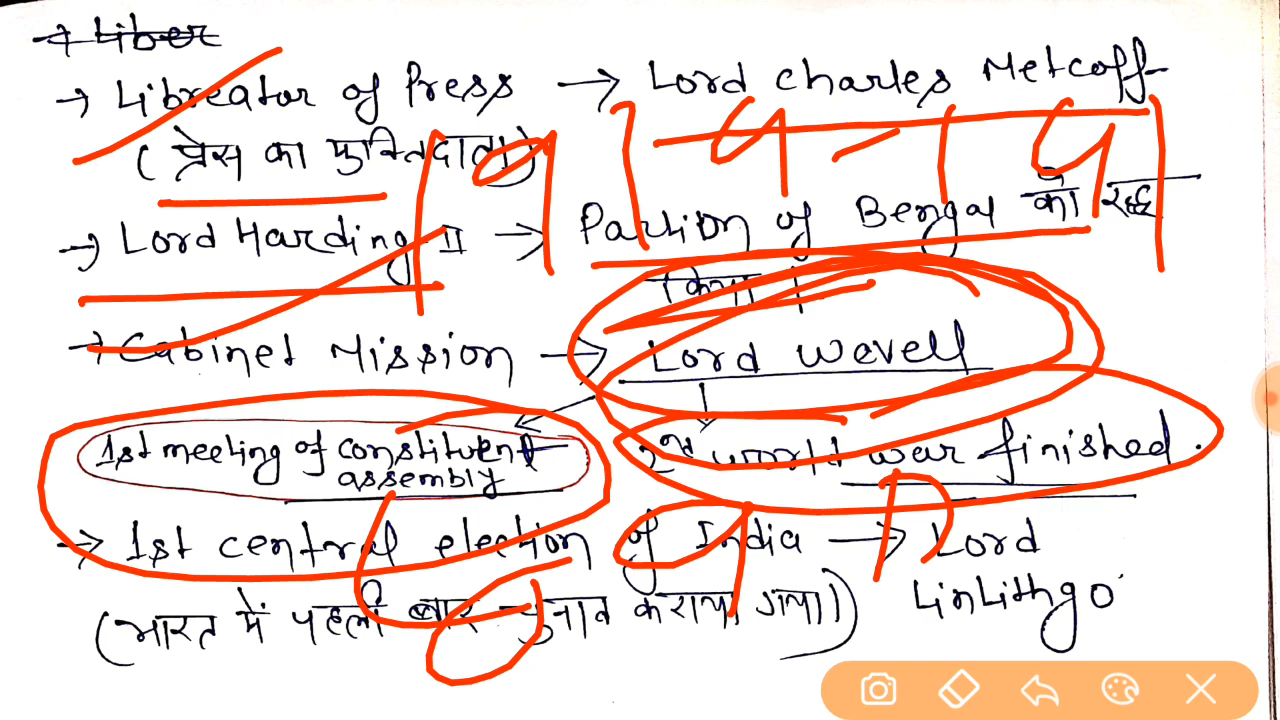 → Liber
→ Libreator of Press → Lord Charles Metcoff-
( प्रेस का मुक्तिदाता )
→ Lord Harding II → Partion of Bengal को रद्द
किया।
→ Cabinet Mission → Lord Wevell
1st meeting of constituent
assembly
2nd world war finished.
→ 1st central election of India → Lord
Linlithgo
(भारत में पहली बार चुनाव कराया गया।)